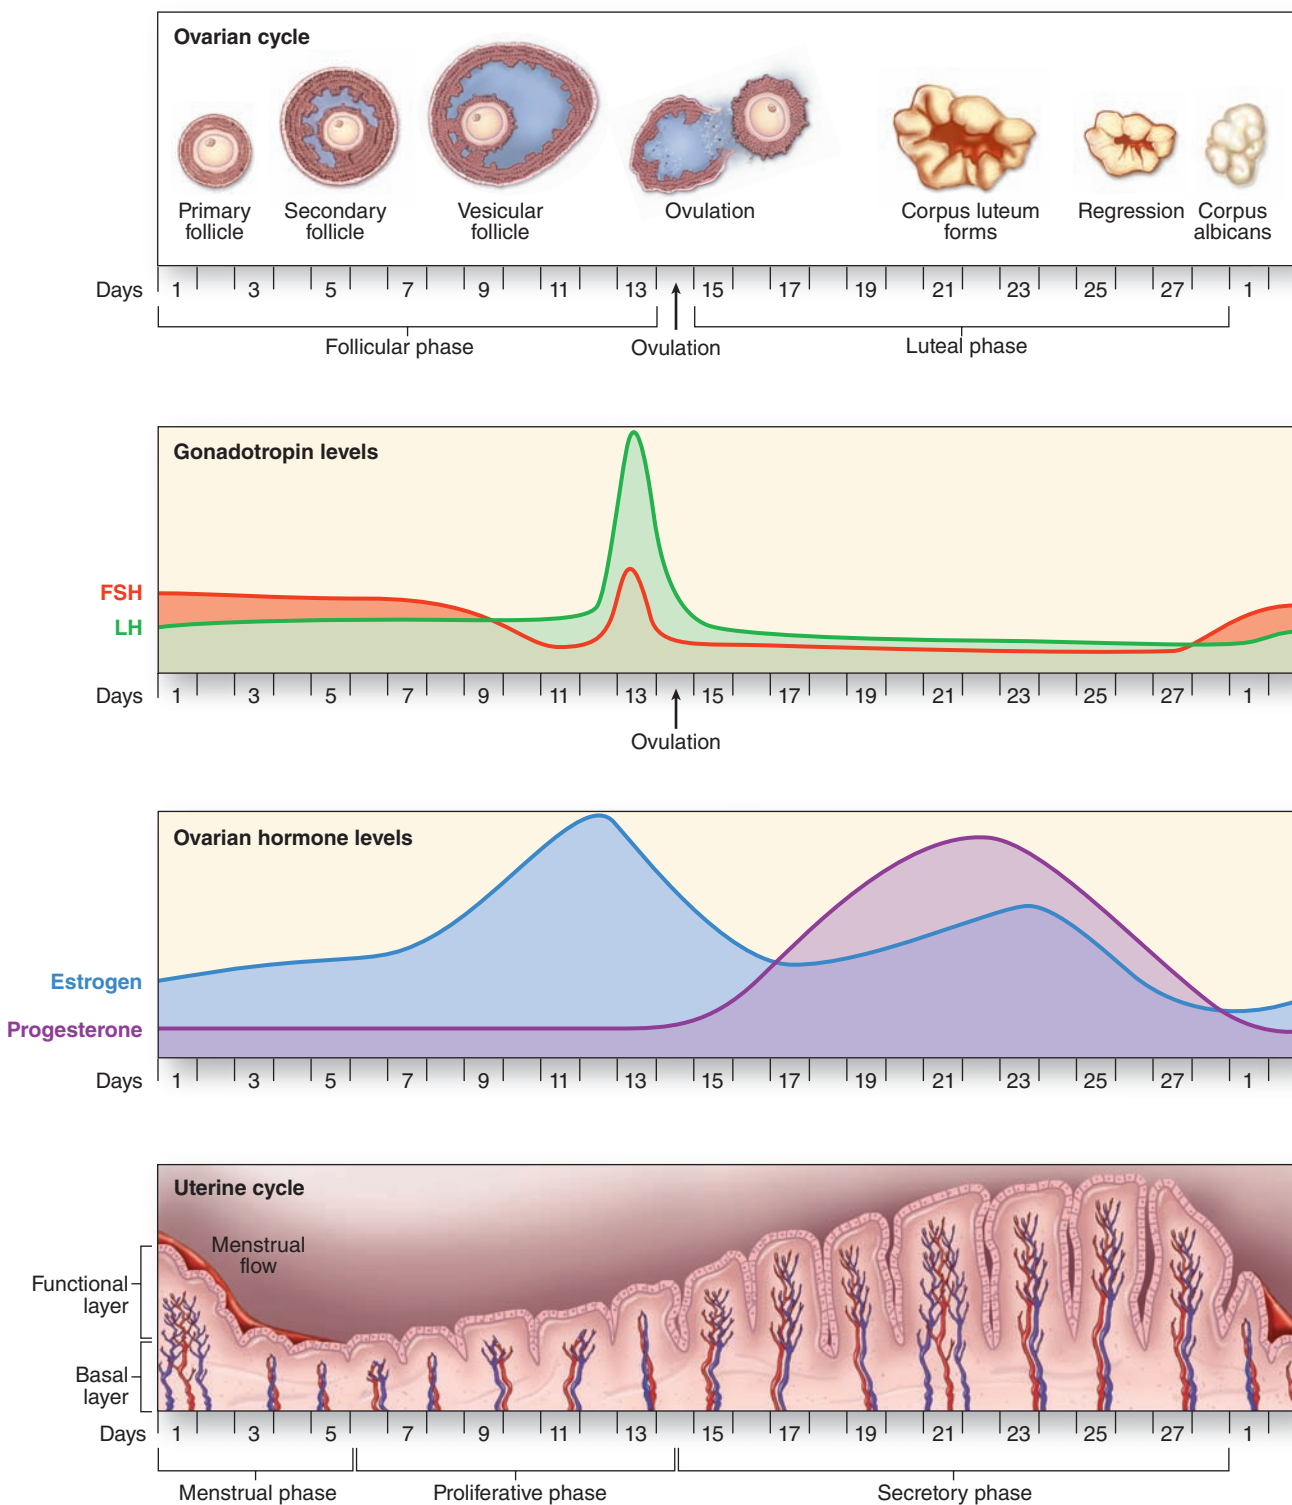 Ovarian cycle
Primary
follicle
Secondary
follicle
Vesicular
follicle
Ovulation
Corpus luteum
forms
Regression
Corpus
albicans
Days 1 3 5 7 9 11 13 15 17 19 21 23 25 27 1
Follicular phase
Ovulation
Luteal phase
Gonadotropin levels
FSH
LH
Days 1 3 5 7 9 11 13 15 17 19 21 23 25 27 1
Ovulation
Ovarian hormone levels
Estrogen
Progesterone
Days 1 3 5 7 9 11 13 15 17 19 21 23 25 27 1
Uterine cycle
Menstrual
flow
Functional
layer
Basal
layer
Days 1 3 5 7 9 11 13 15 17 19 21 23 25 27 1
Menstrual phase
Proliferative phase
Secretory phase